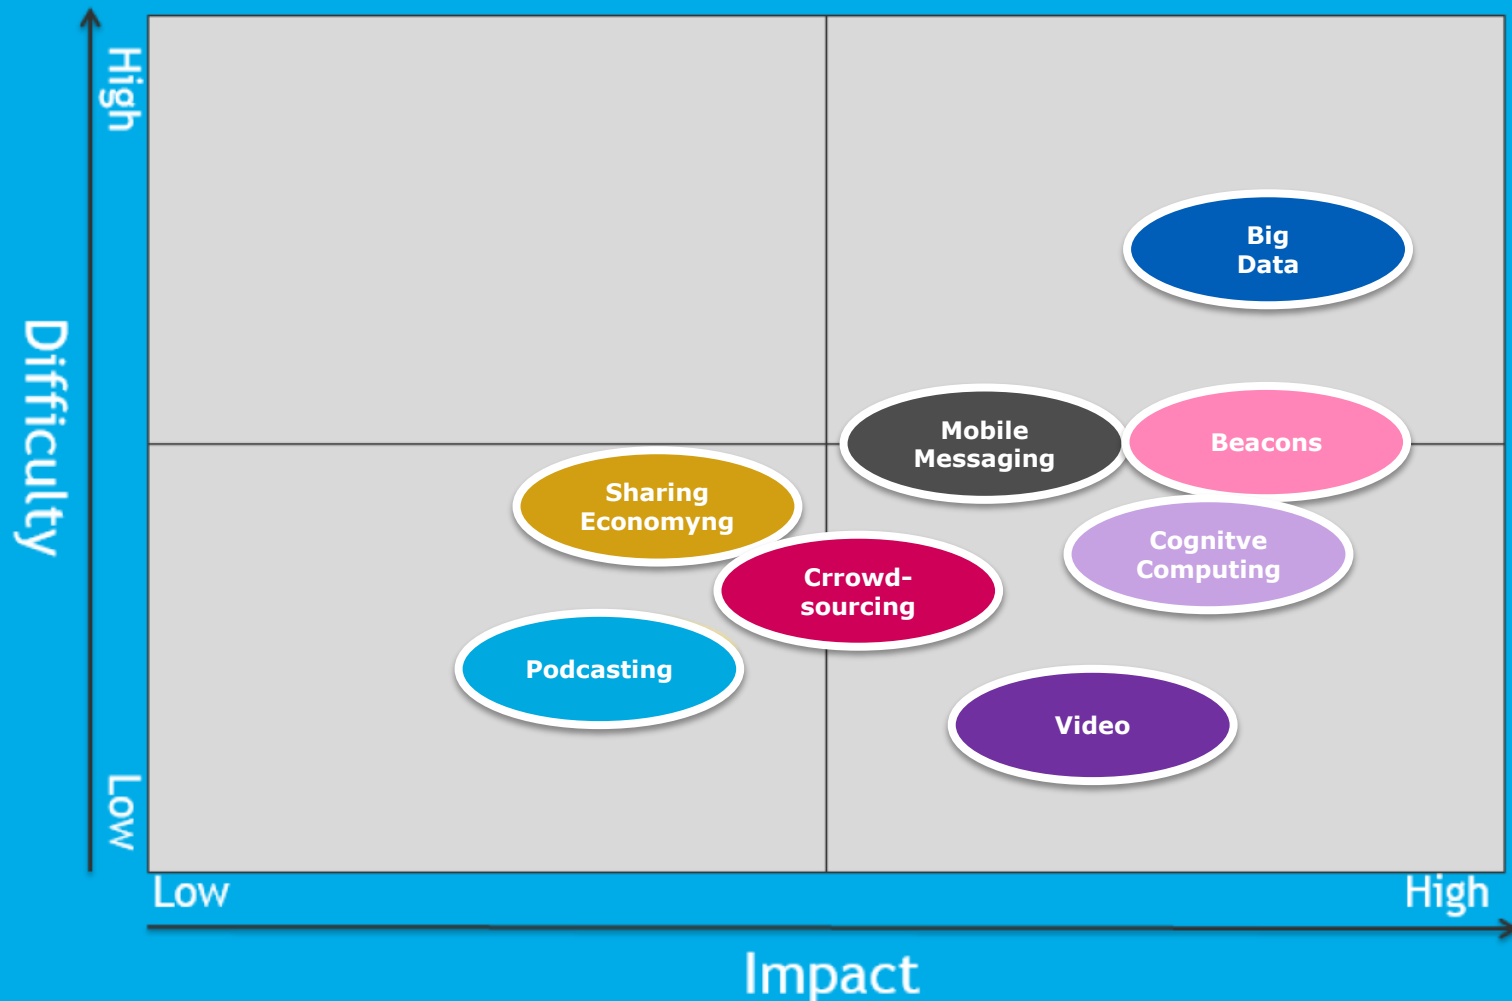 High
Difficulty
Low
Big
Data
Mobile
Messaging
Beacons
Sharing
Economyng
Cognitve
Computing
Crrowd-
sourcing
Podcasting
Video
Low
High
Impact